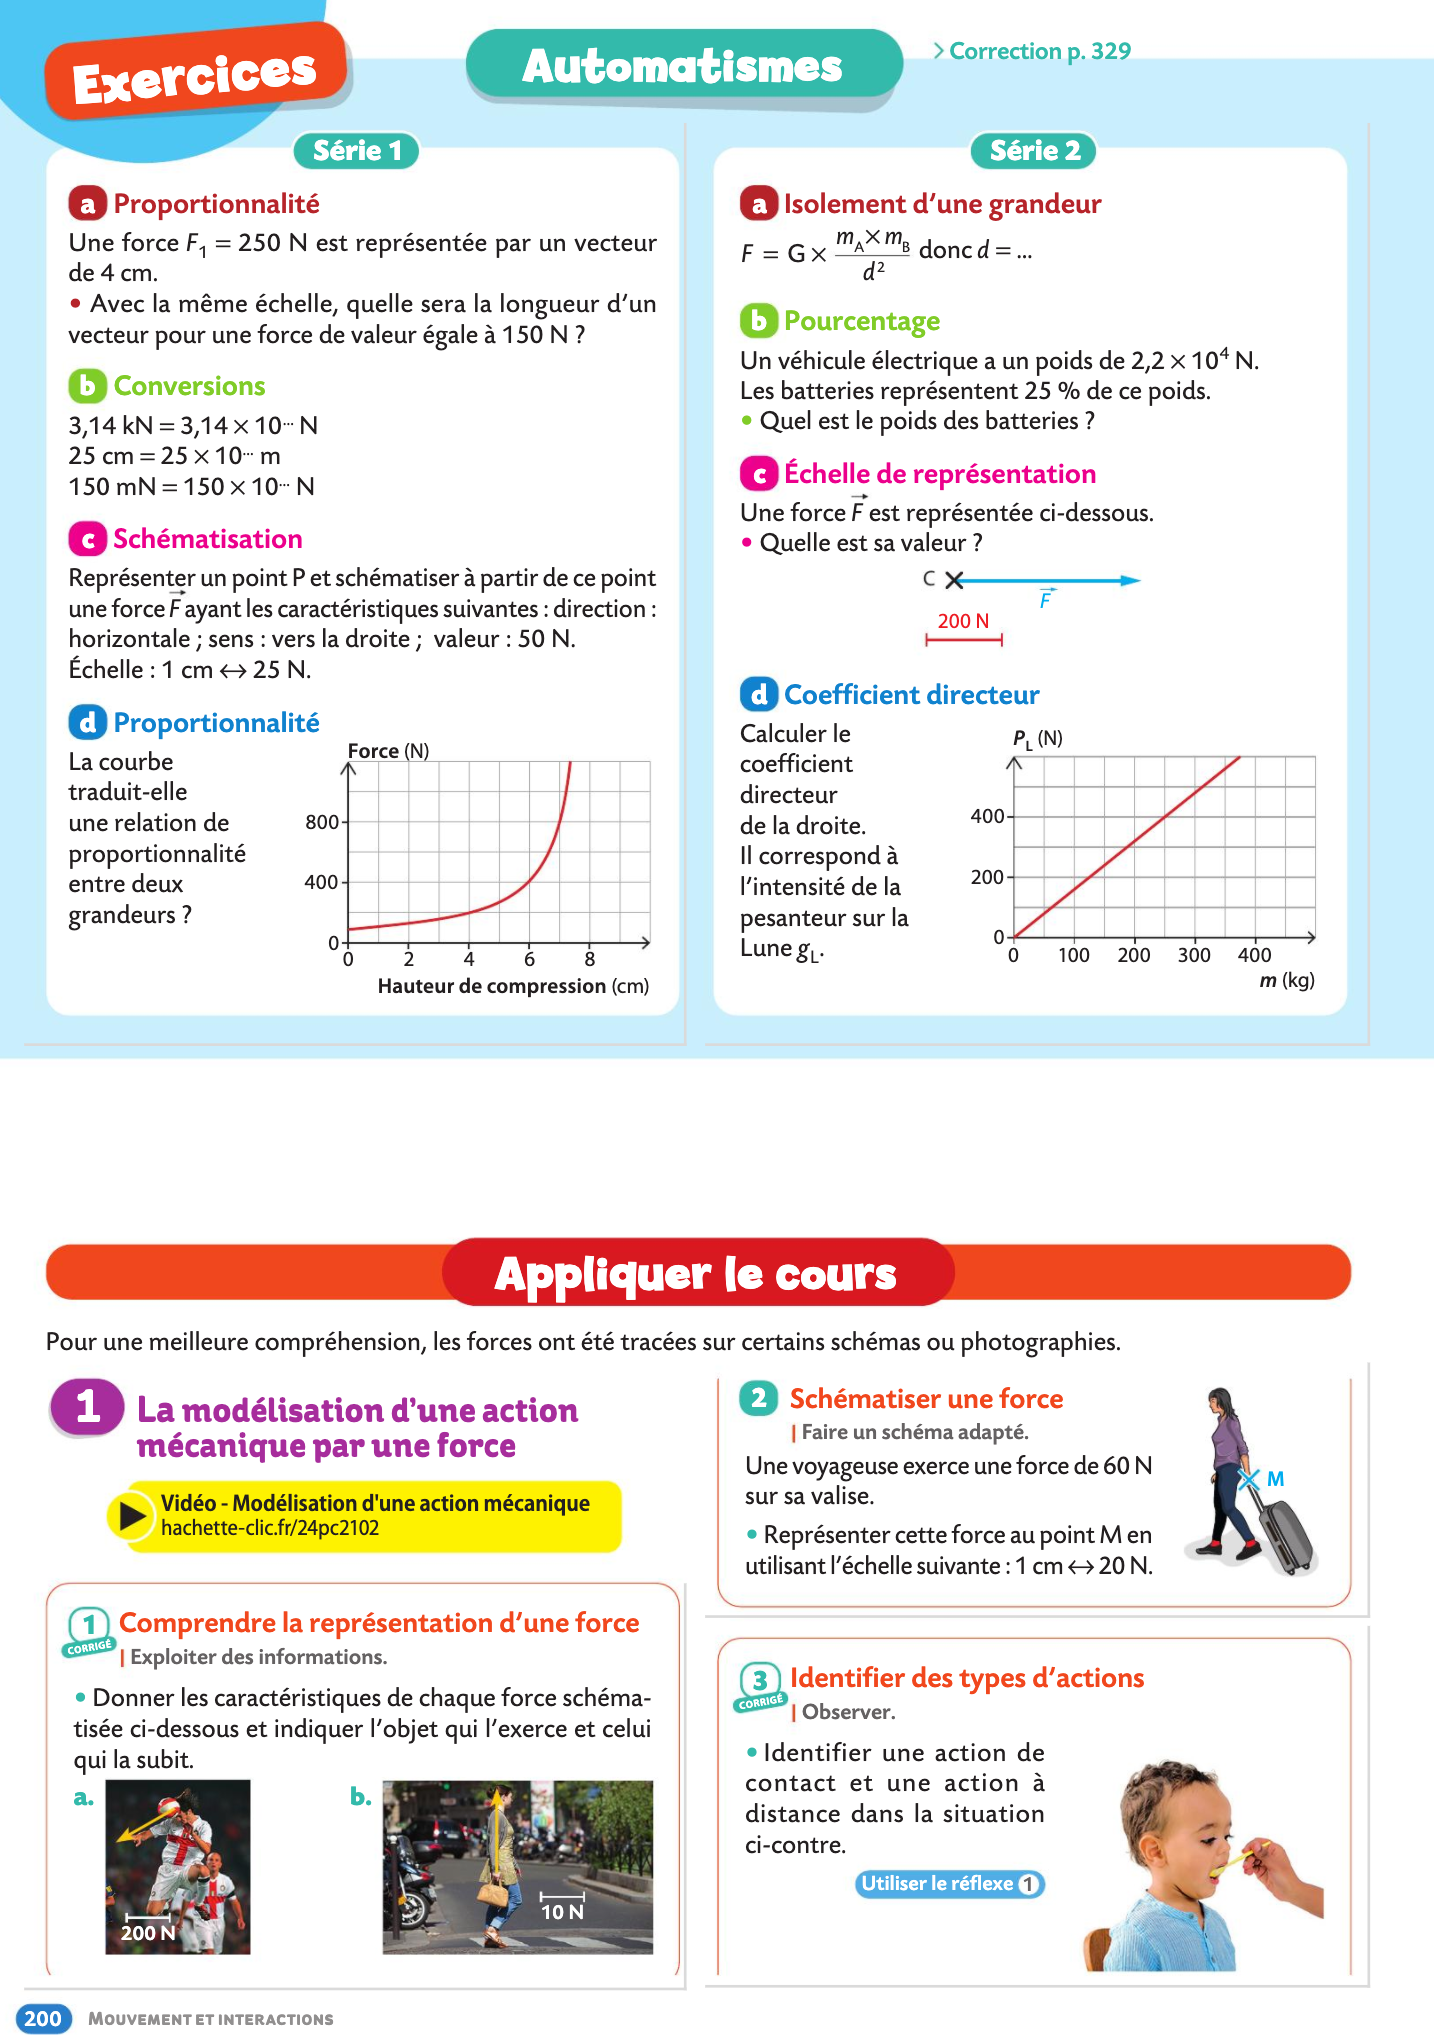 Exercices
Automatismes
> Correction p. 329
Série 1
a Proportionnalité
Une force F₁ = 250 N est représentée par un vecteur
de 4 cm.
• Avec la même échelle, quelle sera la longueur d'un
vecteur pour une force de valeur égale à 150 N ?
b Conversions
3,14 kN = 3,14 × 10^… N
25 cm = 25 × 10^… m
150 mN = 150 × 10^… N
c Schématisation
Représenter un point P et schématiser à partir de ce point
une force F⃗ ayant les caractéristiques suivantes : direction :
horizontale ; sens : vers la droite ; valeur : 50 N.
Échelle : 1 cm ↔ 25 N.
d Proportionnalité
La courbe
traduit-elle
une relation de
proportionnalité
entre deux
grandeurs ?
Force (N)
800
400
0
0 2 4 6 8
Hauteur de compression (cm)
Série 2
a Isolement d'une grandeur
F = G × (m_A × m_B)/d² donc d = ...
b Pourcentage
Un véhicule électrique a un poids de 2,2 × 10⁴ N.
Les batteries représentent 25 % de ce poids.
• Quel est le poids des batteries ?
c Échelle de représentation
Une force F⃗ est représentée ci-dessous.
• Quelle est sa valeur ?
C
F⃗
200 N
d Coefficient directeur
Calculer le
coefficient
directeur
de la droite.
Il correspond à
l'intensité de la
pesanteur sur la
Lune g_L.
P_L (N)
400
200
0
0 100 200 300 400
m (kg)
Appliquer le cours
Pour une meilleure compréhension, les forces ont été tracées sur certains schémas ou photographies.
1 La modélisation d'une action
mécanique par une force
Vidéo - Modélisation d'une action mécanique
hachette-clic.fr/24pc2102
1 Comprendre la représentation d'une force
CORRIGÉ
| Exploiter des informations.
• Donner les caractéristiques de chaque force schéma-
tisée ci-dessous et indiquer l'objet qui l'exerce et celui
qui la subit.
a.
200 N
b.
10 N
2 Schématiser une force
| Faire un schéma adapté.
Une voyageuse exerce une force de 60 N
sur sa valise.
• Représenter cette force au point M en
utilisant l'échelle suivante : 1 cm ↔ 20 N.
M
3 Identifier des types d'actions
CORRIGÉ
| Observer.
• Identifier une action de
contact et une action à
distance dans la situation
ci-contre.
Utiliser le réflexe 1
200 MOUVEMENT ET INTERACTIONS